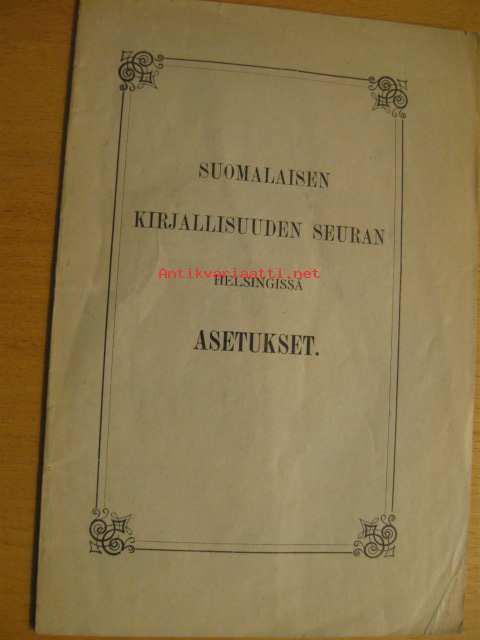 SUOMALAISEN
KIRJALLISUUDEN SEURAN
Antikvariaatti.net
HELSINGISSÄ
ASETUKSET.